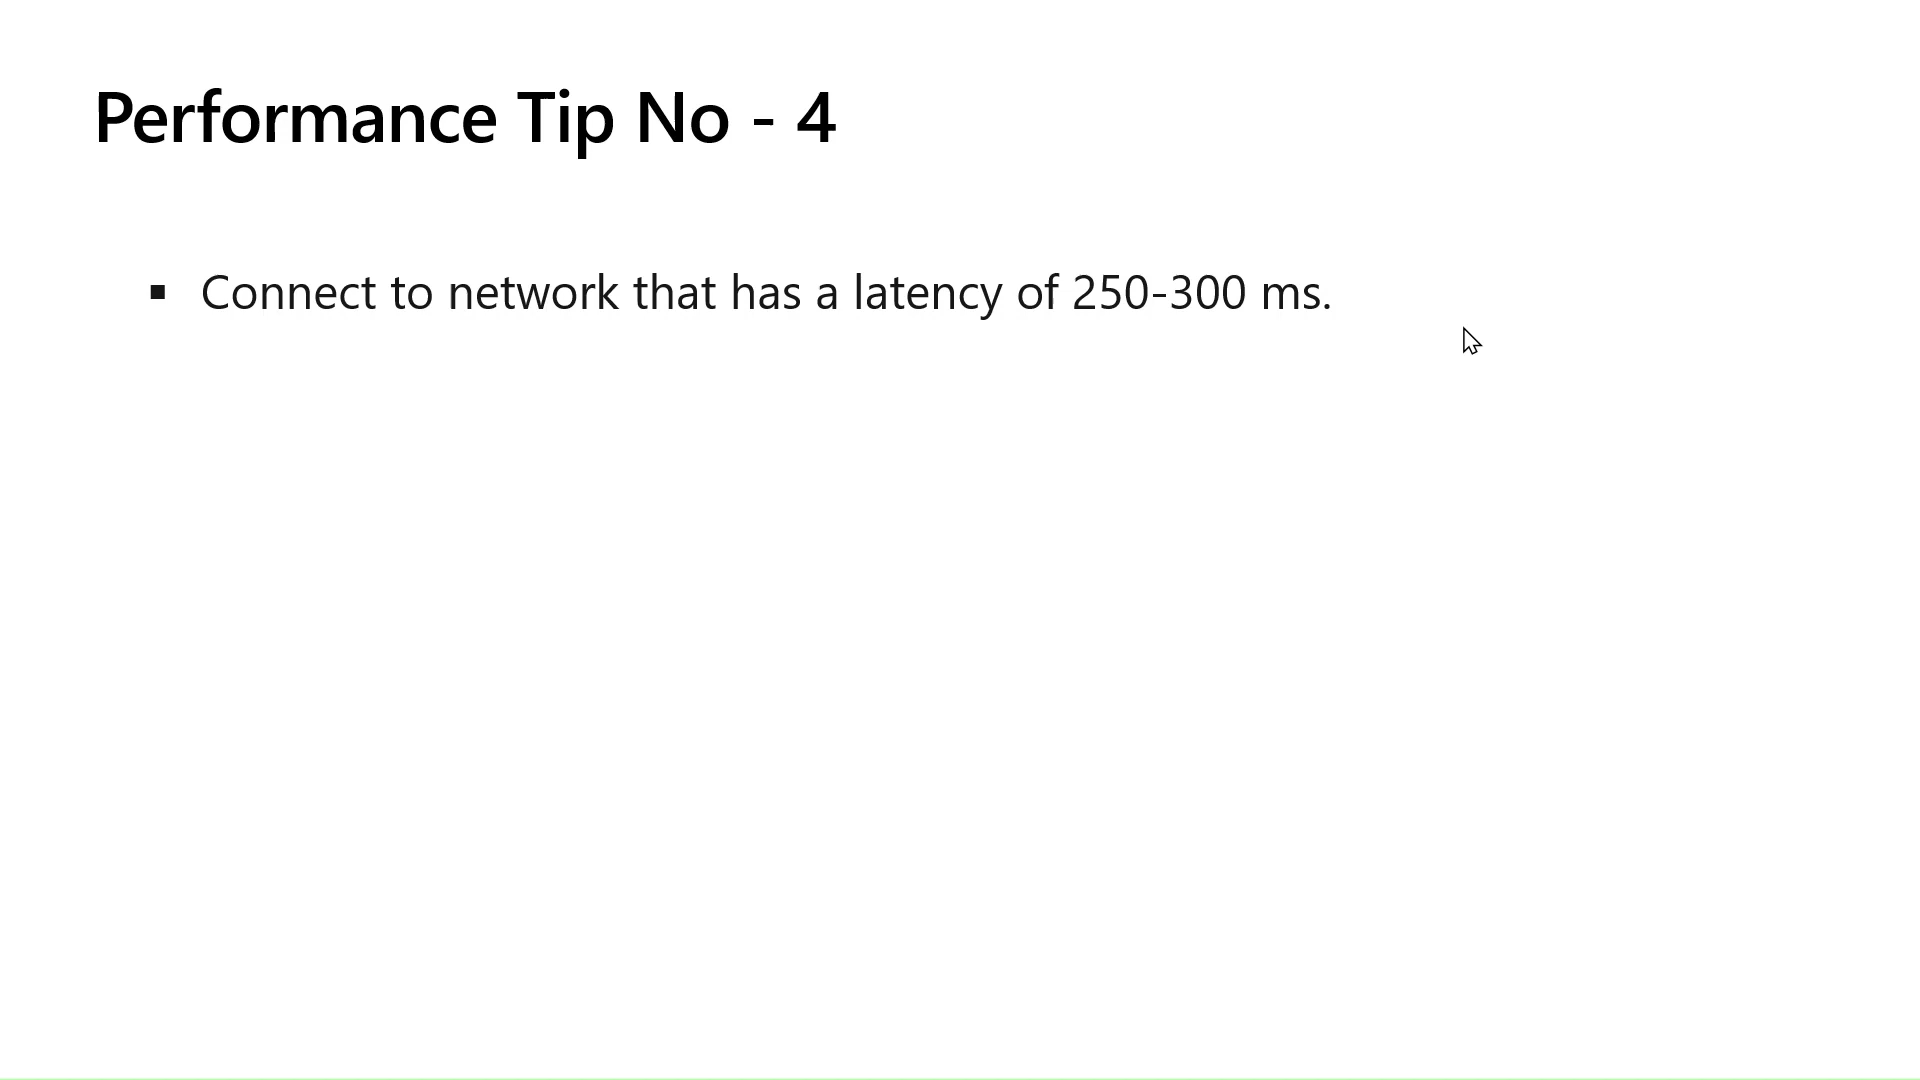 Performance Tip No - 4
▪ Connect to network that has a latency of 250-300 ms.